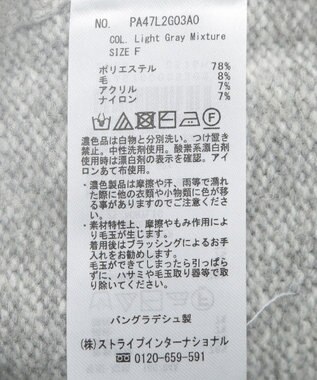 NO. PA47L2G03A0
COL. Light Gray Mixture
SIZE F
ポリエステル 78%
毛 8%
アクリル 7%
ナイロン 7%
濃色品は白物と分別洗い。つけ置き
禁止。中性洗剤使用。酸素系漂白剤
使用時は漂白剤の表示を確認。アイ
ロンあて布使用。
・濃色製品は摩擦や汗、雨等で濡れ
た際に他の衣類や小物類に色が移
る事がありますのでご注意くださ
い。
・素材特性上、摩擦やもみ作用によ
り毛玉が生じます。
着用後はブラッシングによるお手
入れをお勧めします。
毛玉ができてしまったら引っぱら
ずに、ハサミや毛玉取り器等で取
り除いてください。
バングラデシュ製
(株)ストライプインターナショナル
0120-659-591